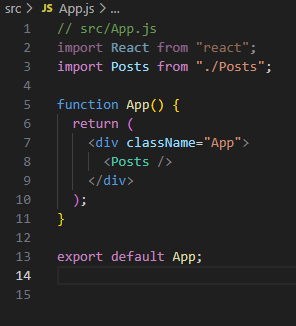 src > App.js > ...
1 // src/App.js
2 import React from "react";
3 import Posts from "./Posts";
4
5 function App() {
6   return (
7     <div className="App">
8       <Posts />
9     </div>
10   );
11 }
12
13 export default App;
14
15